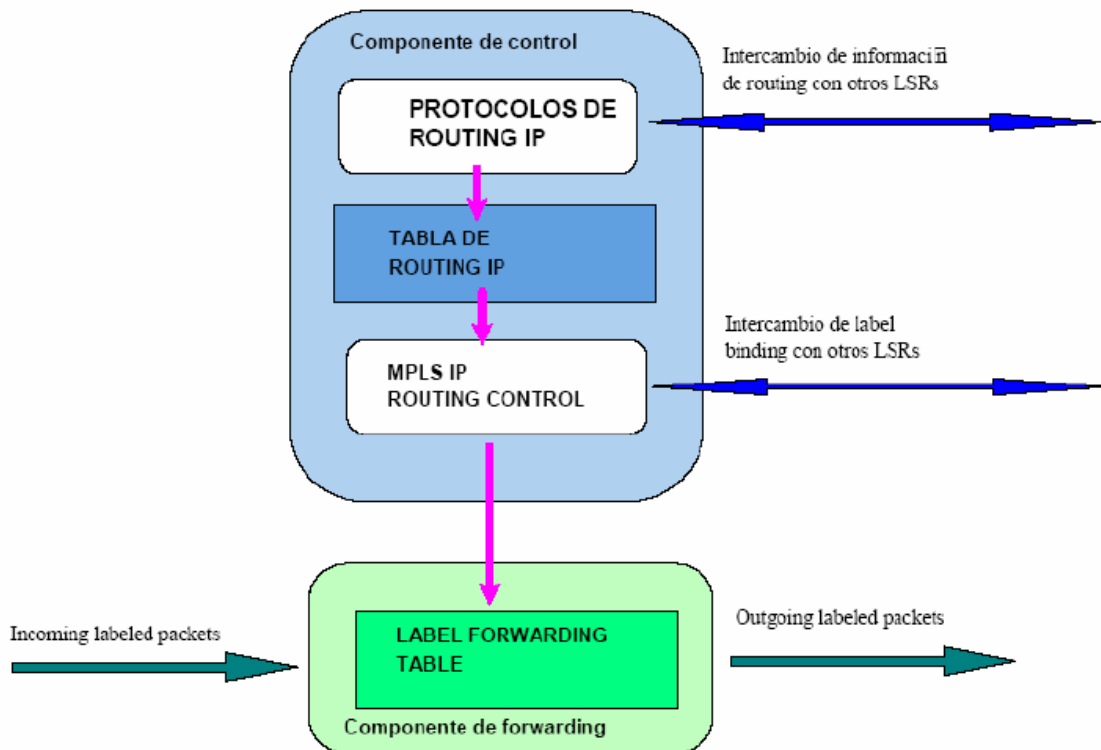 Componente de control
PROTOCOLOS DE
ROUTING IP
Intercambio de informaciñ
de routing con otros LSRs
TABLA DE
ROUTING IP
MPLS IP
ROUTING CONTROL
Intercambio de label
binding con otros LSRs
Incoming labeled packets
LABEL FORWARDING
TABLE
Outgoing labeled packets
Componente de forwarding